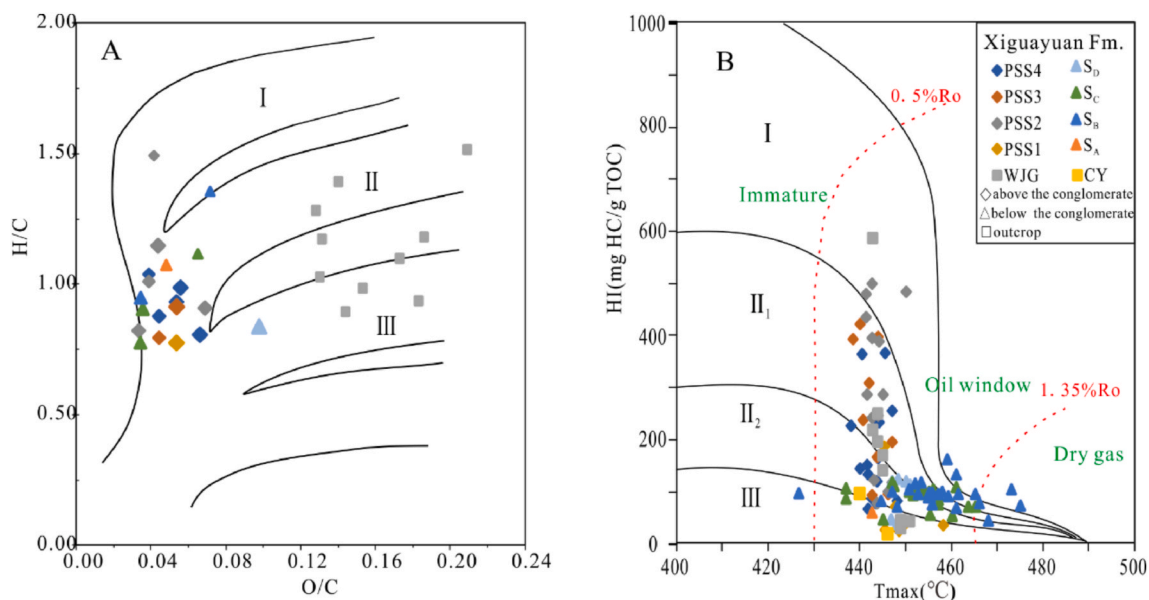 A
H/C
2.00
1.50
1.00
0.50
0.00
I
II
III
0.00 0.04 0.08 0.12 0.16 0.20 0.24
O/C
B
HI(mg HC/g TOC)
1000
800
600
400
200
0
I
II1
II2
III
0. 5%Ro
Immature
Oil window
1. 35%Ro
Dry gas
Xiguayuan Fm.
PSS4 SD
PSS3 SC
PSS2 SB
PSS1 SA
WJG CY
above the conglomerate
below the conglomerate
outcrop
400 420 440 460 480 500
Tmax(℃)